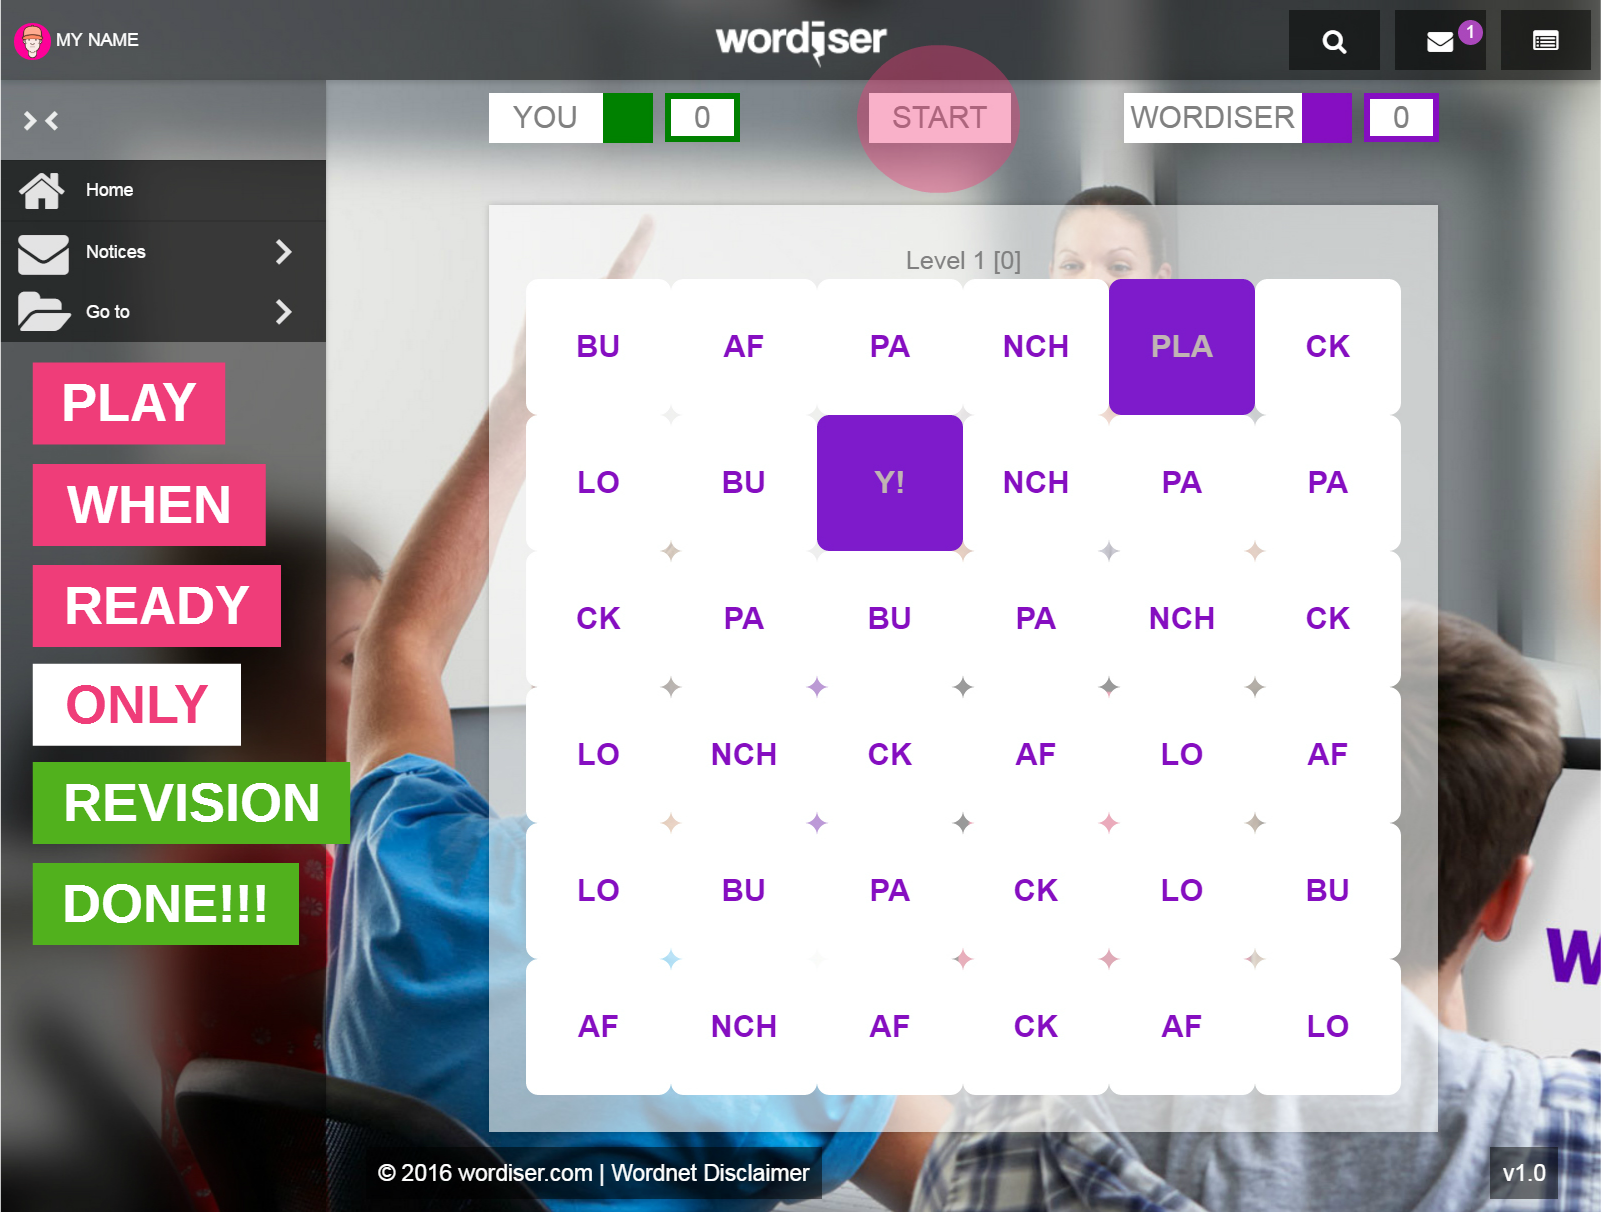 MY NAME
wordiser
1
YOU 0 START WORDISER 0
Home
Notices
Go to
PLAY
WHEN
READY
ONLY
REVISION
DONE!!!
Level 1 [0]
BU AF PA NCH PLA CK
LO BU Y! NCH PA PA
CK PA BU PA NCH CK
LO NCH CK AF LO AF
LO BU PA CK LO BU
AF NCH AF CK AF LO
W
© 2016 wordiser.com | Wordnet Disclaimer
v1.0